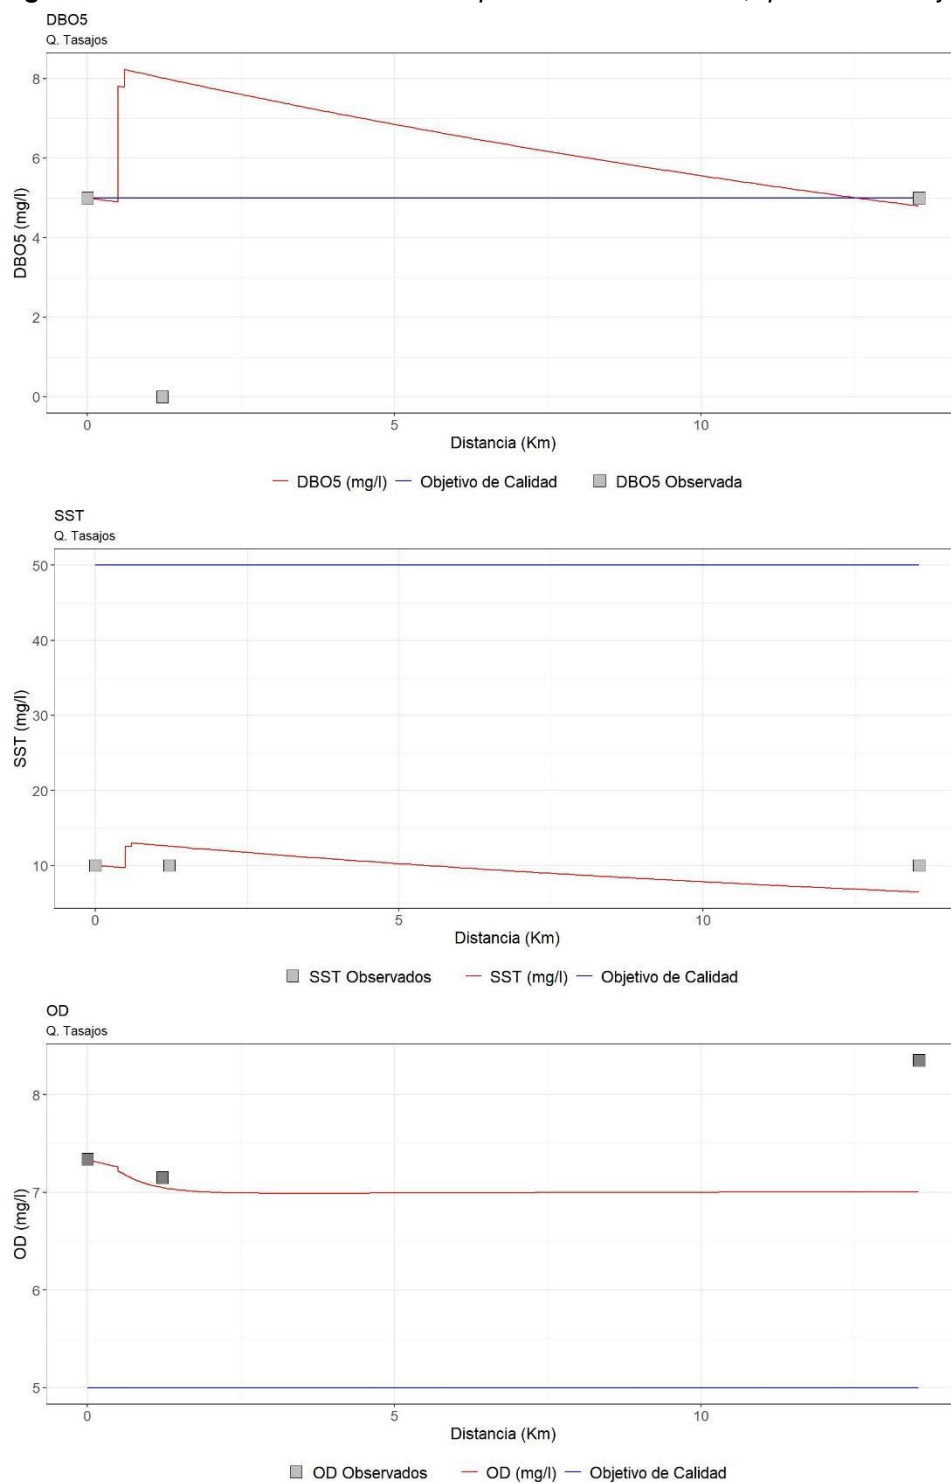 DBO5
Q. Tasajos
8
6
4
2
0
DBO5 (mg/l)
0 5 10
Distancia (Km)
DBO5 (mg/l) Objetivo de Calidad DBO5 Observada
SST
Q. Tasajos
50
40
30
20
10
SST (mg/l)
0 5 10
Distancia (Km)
SST Observados SST (mg/l) Objetivo de Calidad
OD
Q. Tasajos
8
7
6
5
OD (mg/l)
0 5 10
Distancia (Km)
OD Observados OD (mg/l) Objetivo de Calidad